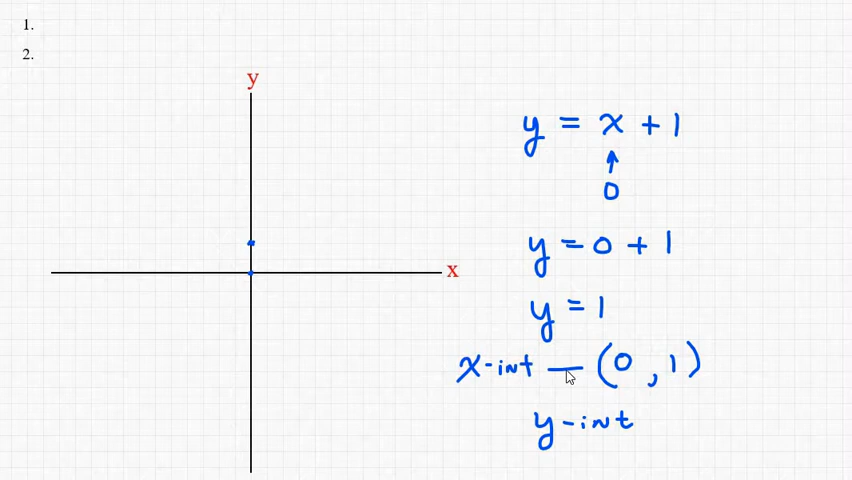 1.
2.
y
x
y = x + 1
↑
0
y = 0 + 1
y = 1
x-int — (0, 1)
y-int